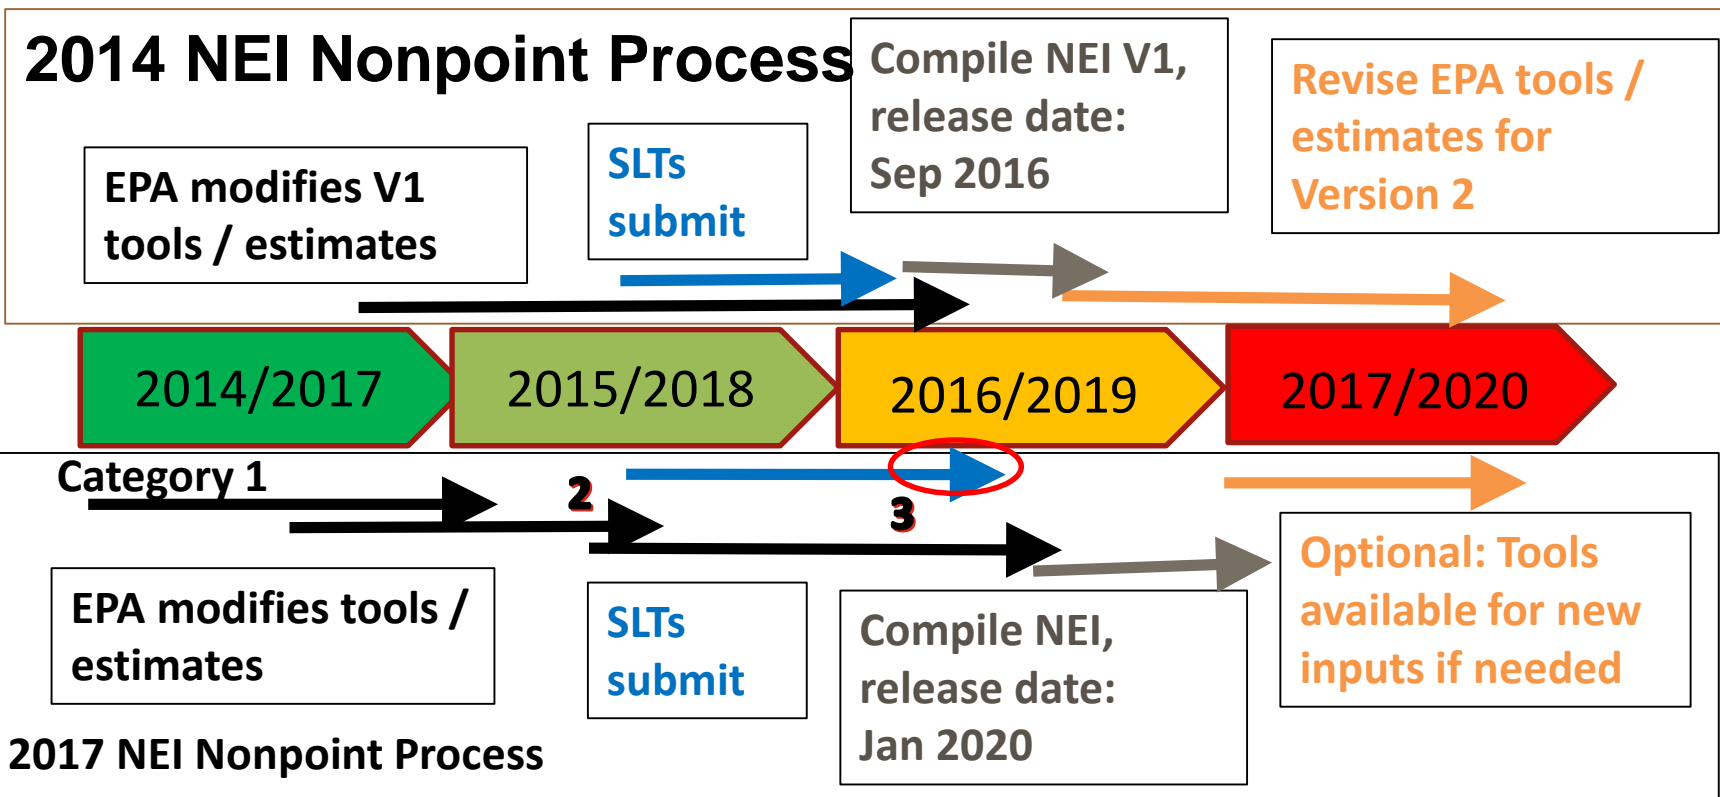 2014 NEI Nonpoint Process
Compile NEI V1,
release date:
Sep 2016
Revise EPA tools /
estimates for
Version 2
SLTs
submit
EPA modifies V1
tools / estimates
2014/2017
2015/2018
2016/2019
2017/2020
Category 1
2
3
EPA modifies tools /
estimates
SLTs
submit
Compile NEI,
release date:
Jan 2020
Optional: Tools
available for new
inputs if needed
2017 NEI Nonpoint Process